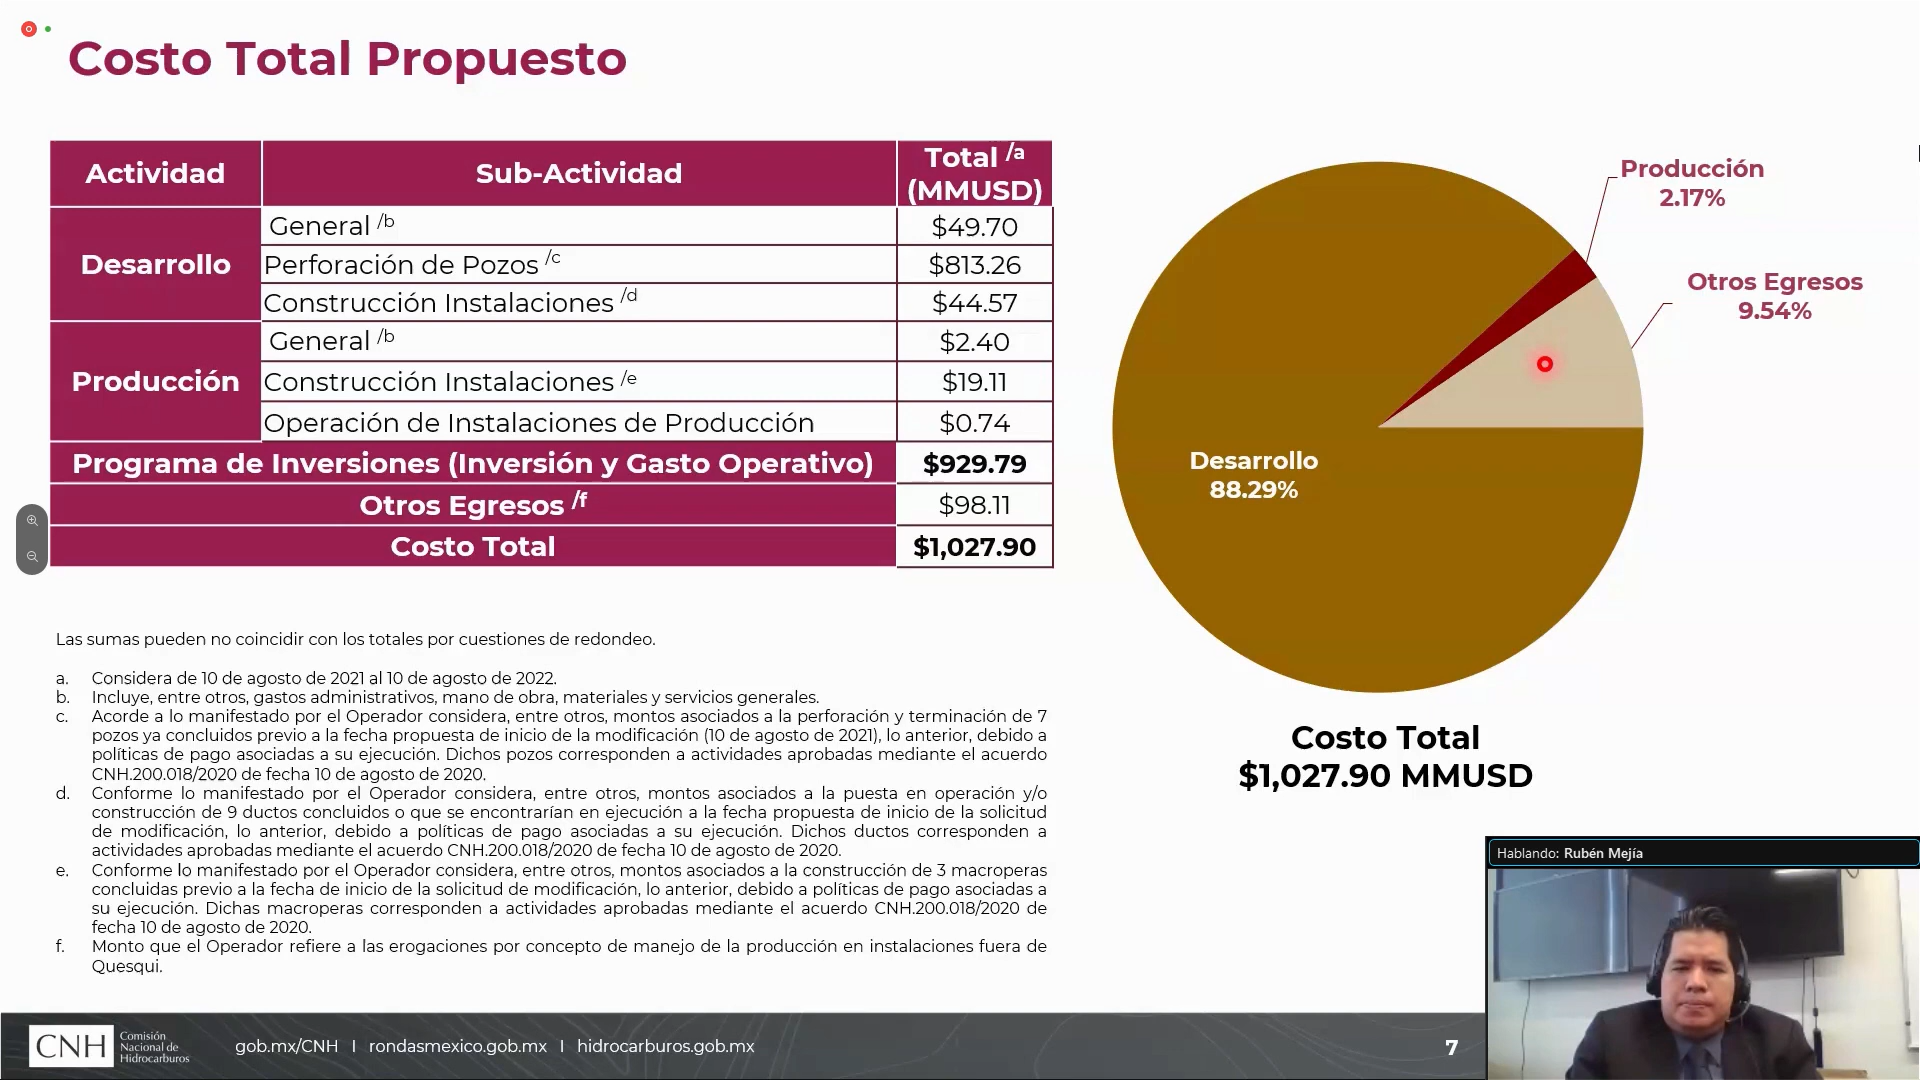 Costo Total Propuesto
Actividad
Sub-Actividad
Total /a
(MMUSD)
Desarrollo
General /b
$49.70
Perforación de Pozos /c
$813.26
Construcción Instalaciones /d
$44.57
Producción
General /b
$2.40
Construcción Instalaciones /e
$19.11
Operación de Instalaciones de Producción
$0.74
Programa de Inversiones (Inversión y Gasto Operativo)
$929.79
Otros Egresos /f
$98.11
Costo Total
$1,027.90
Las sumas pueden no coincidir con los totales por cuestiones de redondeo.
a. Considera de 10 de agosto de 2021 al 10 de agosto de 2022.
b. Incluye, entre otros, gastos administrativos, mano de obra, materiales y servicios generales.
c. Acorde a lo manifestado por el Operador considera, entre otros, montos asociados a la perforación y terminación de 7
pozos ya concluidos previo a la fecha propuesta de inicio de la modificación (10 de agosto de 2021), lo anterior, debido a
políticas de pago asociadas a su ejecución. Dichos pozos corresponden a actividades aprobadas mediante el acuerdo
CNH.200.018/2020 de fecha 10 de agosto de 2020.
d. Conforme lo manifestado por el Operador considera, entre otros, montos asociados a la puesta en operación y/o
construcción de 9 ductos concluidos o que se encontrarían en ejecución a la fecha propuesta de inicio de la solicitud
de modificación, lo anterior, debido a políticas de pago asociadas a su ejecución. Dichos ductos corresponden a
actividades aprobadas mediante el acuerdo CNH.200.018/2020 de fecha 10 de agosto de 2020.
e. Conforme lo manifestado por el Operador considera, entre otros, montos asociados a la construcción de 3 macroperas
concluidas previo a la fecha de inicio de la solicitud de modificación, lo anterior, debido a políticas de pago asociadas a
su ejecución. Dichas macroperas corresponden a actividades aprobadas mediante el acuerdo CNH.200.018/2020 de
fecha 10 de agosto de 2020.
f. Monto que el Operador refiere a las erogaciones por concepto de manejo de la producción en instalaciones fuera de
Quesqui.
Producción
2.17%
Otros Egresos
9.54%
Desarrollo
88.29%
Costo Total
$1,027.90 MMUSD
Hablando: Rubén Mejía
CNH
Comisión
Nacional de
Hidrocarburos
gob.mx/CNH I rondasmexico.gob.mx I hidrocarburos.gob.mx
7